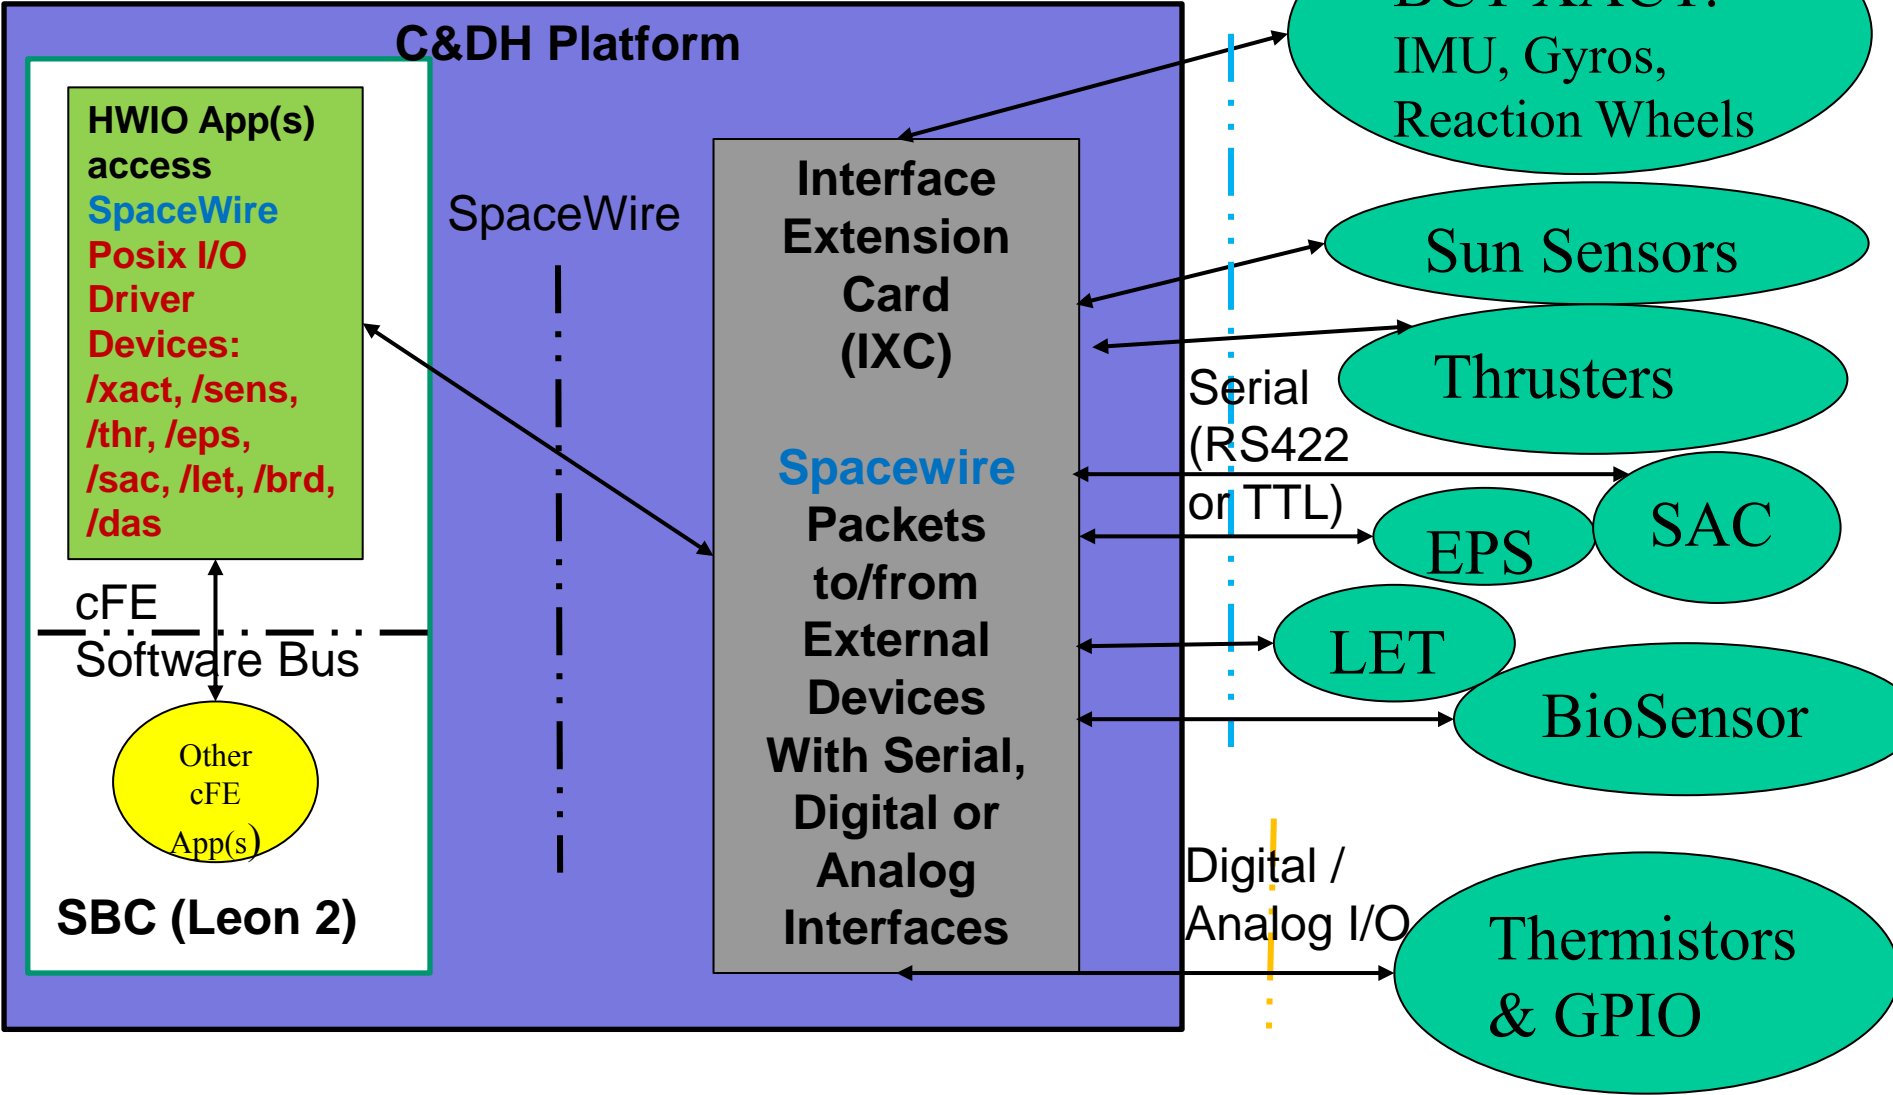 C&DH Platform
HWIO App(s)
access
SpaceWire
Posix I/O
Driver
Devices:
/xact, /sens,
/thr, /eps,
/sac, /let, /brd,
/das
cFE
Software Bus
Other
cFE
App(s)
SBC (Leon 2)
SpaceWire
Interface
Extension
Card
(IXC)
Spacewire
Packets
to/from
External
Devices
With Serial,
Digital or
Analog
Interfaces
Serial
(RS422
or TTL)
Digital /
Analog I/O
BCT XACT:
IMU, Gyros,
Reaction Wheels
Sun Sensors
Thrusters
SAC
EPS
LET
BioSensor
Thermistors
& GPIO